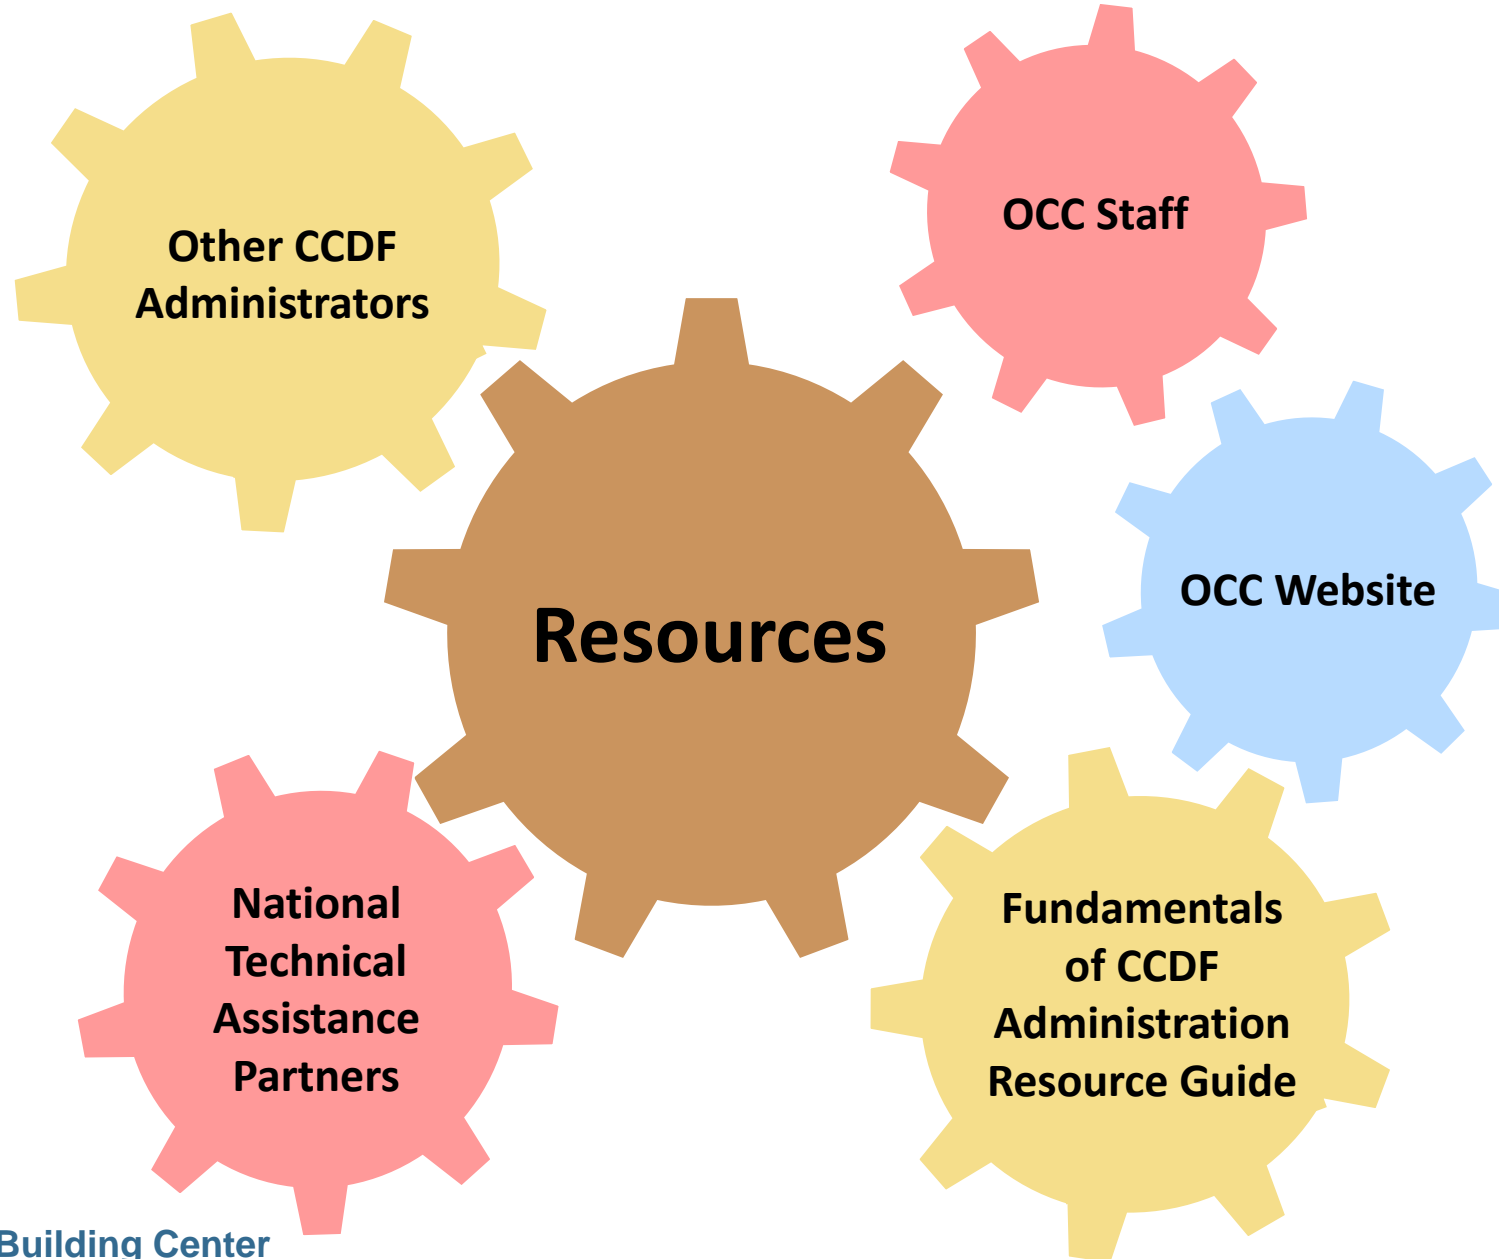 Other CCDF
Administrators
OCC Staff
OCC Website
Resources
National
Technical
Assistance
Partners
Fundamentals
of CCDF
Administration
Resource Guide
Building Center